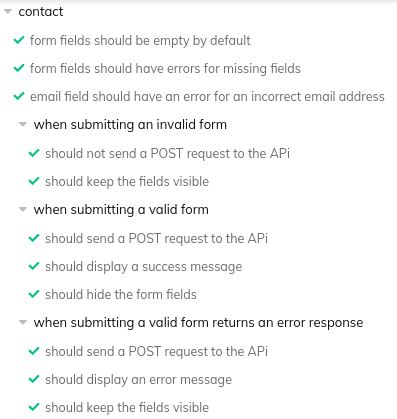 contact
form fields should be empty by default
form fields should have errors for missing fields
email field should have an error for an incorrect email address
when submitting an invalid form
should not send a POST request to the APi
should keep the fields visible
when submitting a valid form
should send a POST request to the APi
should display a success message
should hide the form fields
when submitting a valid form returns an error response
should send a POST request to the APi
should display an error message
should keep the fields visible